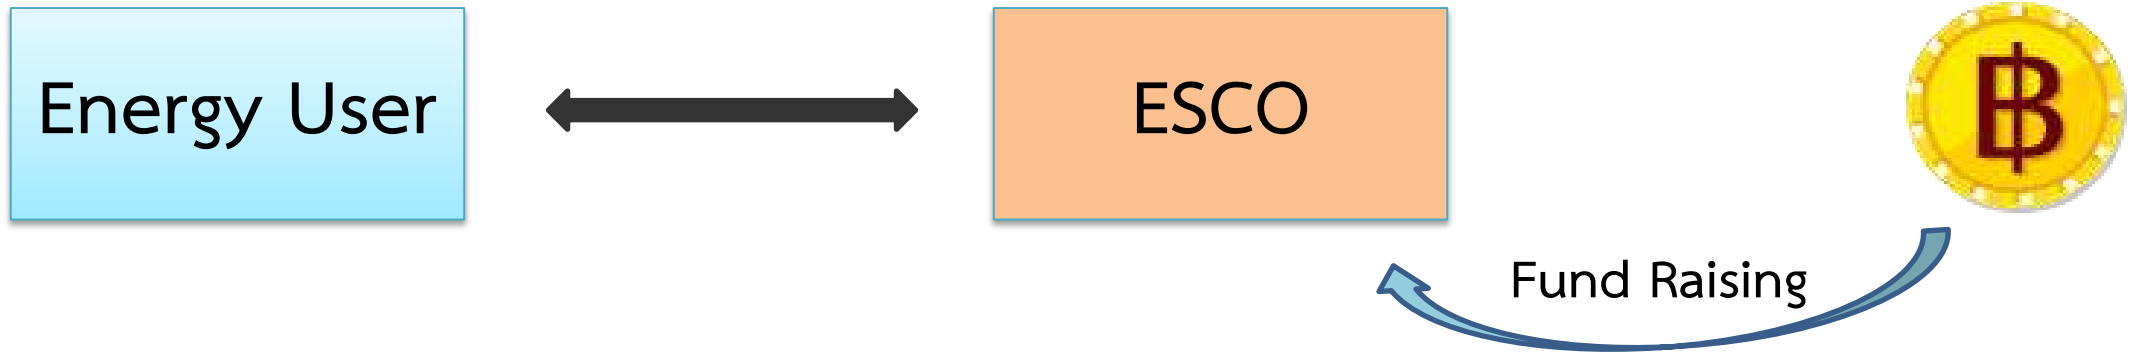 Energy User
ESCO
฿
Fund Raising